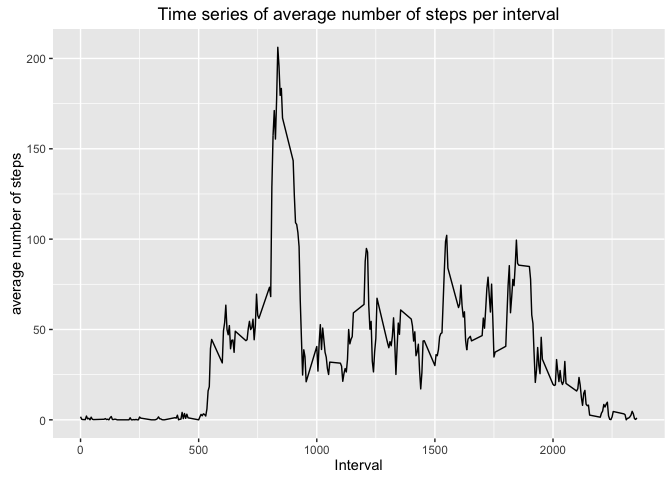 Time series of average number of steps per interval
average number of steps
200
150
100
50
0
0 500 1000 1500 2000
Interval